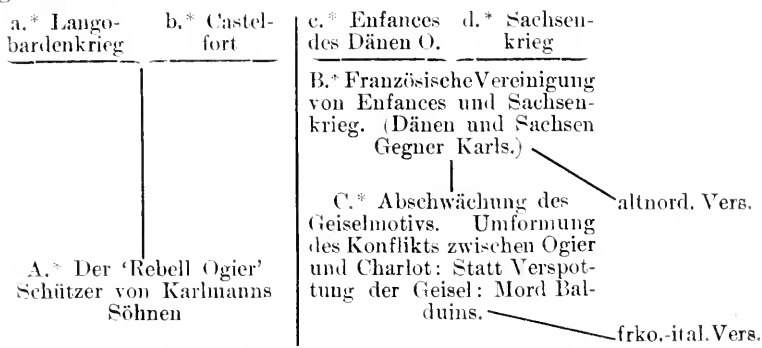 a.* Lango-
bardenkrieg
b.* Castel-
fort
c.* Enfances
des Dänen O.
d.* Sachsen-
krieg
B.* Französische Vereinigung
von Enfances und Sachsen-
krieg. (Dänen und Sachsen
Gegner Karls.)
altnord. Vers.
C.* Abschwächung des
Geiselmotivs. Umformung
des Konflikts zwischen Ogier
und Charlot: Statt Verspot-
tung der Geisel: Mord Bal-
duins.
A.* Der ‘Rebell Ogier’
Schützer von Karlmanns
Söhnen
frko.-ital. Vers.